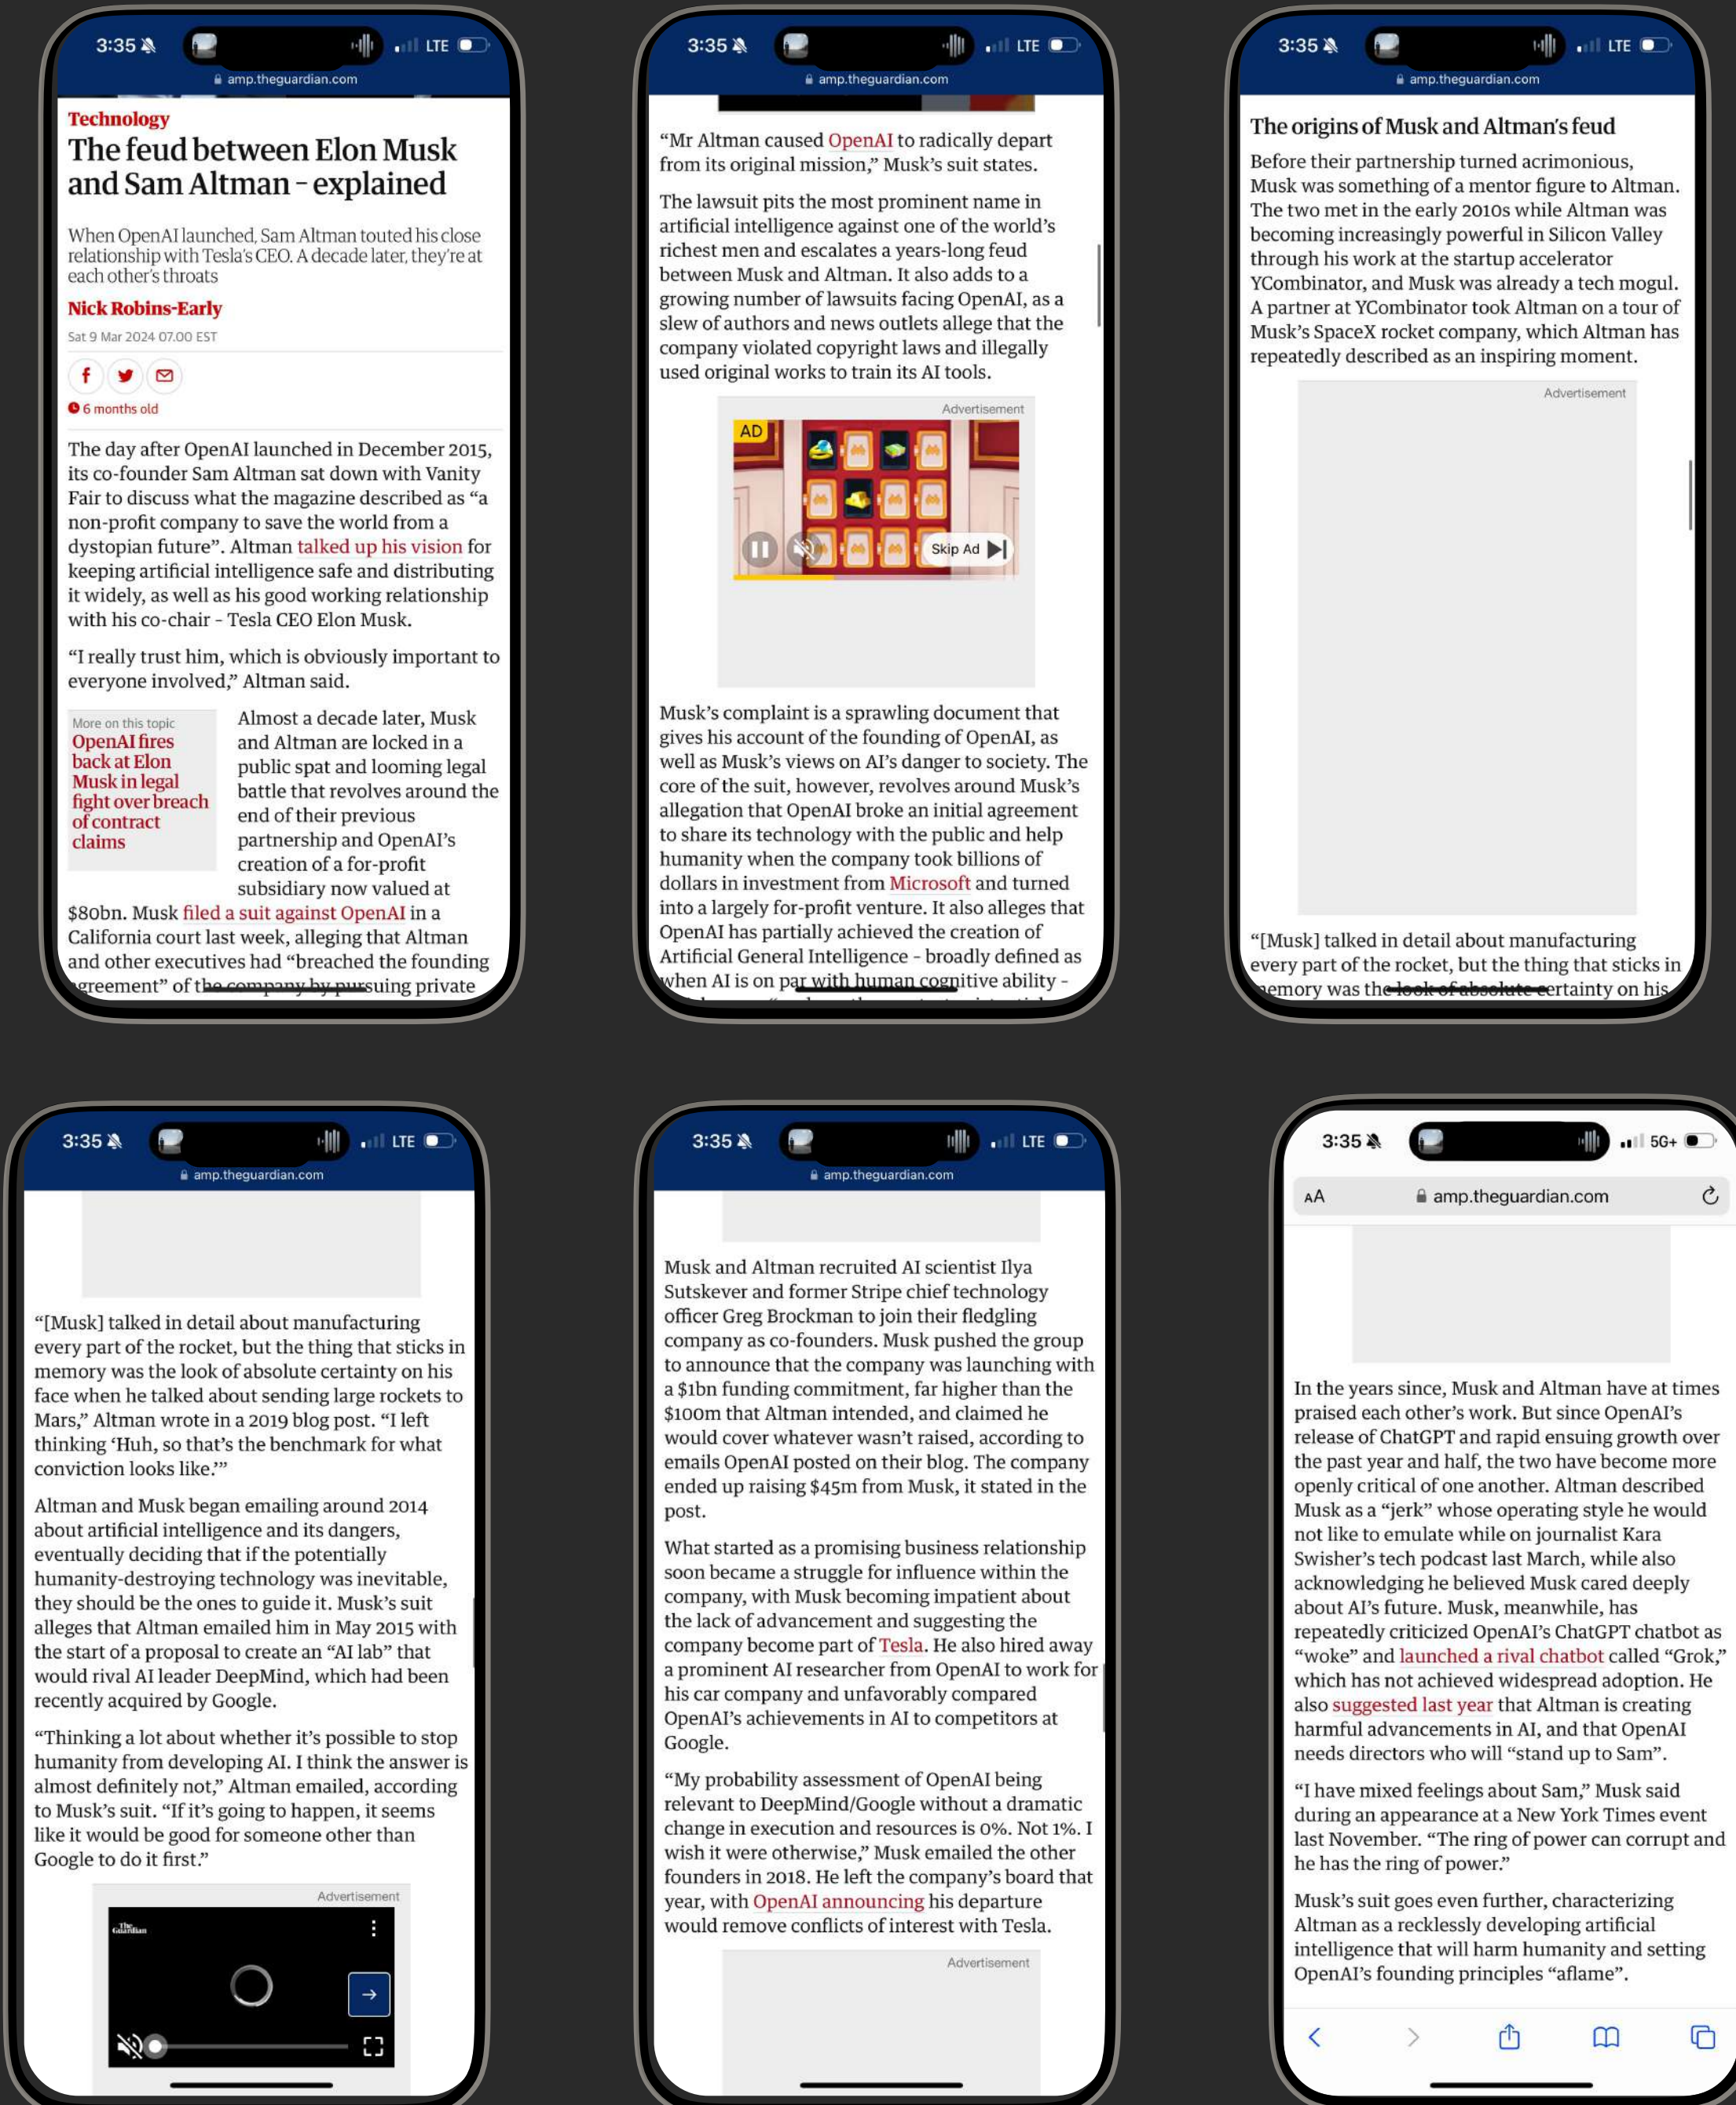 3:35
LTE
amp.theguardian.com
Technology
The feud between Elon Musk
and Sam Altman – explained
When OpenAI launched, Sam Altman touted his close
relationship with Tesla's CEO. A decade later, they're at
each other's throats
Nick Robins-Early
Sat 9 Mar 2024 07.00 EST
6 months old
The day after OpenAI launched in December 2015,
its co-founder Sam Altman sat down with Vanity
Fair to discuss what the magazine described as “a
non-profit company to save the world from a
dystopian future”. Altman talked up his vision for
keeping artificial intelligence safe and distributing
it widely, as well as his good working relationship
with his co-chair – Tesla CEO Elon Musk.
“I really trust him, which is obviously important to
everyone involved,” Altman said.
More on this topic
OpenAI fires
back at Elon
Musk in legal
fight over breach
of contract
claims
Almost a decade later, Musk
and Altman are locked in a
public spat and looming legal
battle that revolves around the
end of their previous
partnership and OpenAI’s
creation of a for-profit
subsidiary now valued at
$80bn. Musk filed a suit against OpenAI in a
California court last week, alleging that Altman
and other executives had “breached the founding
agreement” of the company by pursuing private
3:35
LTE
amp.theguardian.com
“Mr Altman caused OpenAI to radically depart
from its original mission,” Musk’s suit states.
The lawsuit pits the most prominent name in
artificial intelligence against one of the world’s
richest men and escalates a years-long feud
between Musk and Altman. It also adds to a
growing number of lawsuits facing OpenAI, as a
slew of authors and news outlets allege that the
company violated copyright laws and illegally
used original works to train its AI tools.
Advertisement
AD
Skip Ad
Musk’s complaint is a sprawling document that
gives his account of the founding of OpenAI, as
well as Musk’s views on AI’s danger to society. The
core of the suit, however, revolves around Musk’s
allegation that OpenAI broke an initial agreement
to share its technology with the public and help
humanity when the company took billions of
dollars in investment from Microsoft and turned
into a largely for-profit venture. It also alleges that
OpenAI has partially achieved the creation of
Artificial General Intelligence – broadly defined as
when AI is on par with human cognitive ability –
3:35
LTE
amp.theguardian.com
The origins of Musk and Altman’s feud
Before their partnership turned acrimonious,
Musk was something of a mentor figure to Altman.
The two met in the early 2010s while Altman was
becoming increasingly powerful in Silicon Valley
through his work at the startup accelerator
YCombinator, and Musk was already a tech mogul.
A partner at YCombinator took Altman on a tour of
Musk’s SpaceX rocket company, which Altman has
repeatedly described as an inspiring moment.
Advertisement
“[Musk] talked in detail about manufacturing
every part of the rocket, but the thing that sticks in
memory was the look of absolute certainty on his
3:35
LTE
amp.theguardian.com
“[Musk] talked in detail about manufacturing
every part of the rocket, but the thing that sticks in
memory was the look of absolute certainty on his
face when he talked about sending large rockets to
Mars,” Altman wrote in a 2019 blog post. “I left
thinking ‘Huh, so that’s the benchmark for what
conviction looks like.’”
Altman and Musk began emailing around 2014
about artificial intelligence and its dangers,
eventually deciding that if the potentially
humanity-destroying technology was inevitable,
they should be the ones to guide it. Musk’s suit
alleges that Altman emailed him in May 2015 with
the start of a proposal to create an “AI lab” that
would rival AI leader DeepMind, which had been
recently acquired by Google.
“Thinking a lot about whether it’s possible to stop
humanity from developing AI. I think the answer is
almost definitely not,” Altman emailed, according
to Musk’s suit. “If it’s going to happen, it seems
like it would be good for someone other than
Google to do it first.”
Advertisement
The
Guardian
3:35
LTE
amp.theguardian.com
Musk and Altman recruited AI scientist Ilya
Sutskever and former Stripe chief technology
officer Greg Brockman to join their fledgling
company as co-founders. Musk pushed the group
to announce that the company was launching with
a $1bn funding commitment, far higher than the
$100m that Altman intended, and claimed he
would cover whatever wasn’t raised, according to
emails OpenAI posted on their blog. The company
ended up raising $45m from Musk, it stated in the
post.
What started as a promising business relationship
soon became a struggle for influence within the
company, with Musk becoming impatient about
the lack of advancement and suggesting the
company become part of Tesla. He also hired away
a prominent AI researcher from OpenAI to work for
his car company and unfavorably compared
OpenAI’s achievements in AI to competitors at
Google.
“My probability assessment of OpenAI being
relevant to DeepMind/Google without a dramatic
change in execution and resources is 0%. Not 1%. I
wish it were otherwise,” Musk emailed the other
founders in 2018. He left the company’s board that
year, with OpenAI announcing his departure
would remove conflicts of interest with Tesla.
Advertisement
3:35
5G+
AA
amp.theguardian.com
In the years since, Musk and Altman have at times
praised each other’s work. But since OpenAI’s
release of ChatGPT and rapid ensuing growth over
the past year and half, the two have become more
openly critical of one another. Altman described
Musk as a “jerk” whose operating style he would
not like to emulate while on journalist Kara
Swisher’s tech podcast last March, while also
acknowledging he believed Musk cared deeply
about AI’s future. Musk, meanwhile, has
repeatedly criticized OpenAI’s ChatGPT chatbot as
“woke” and launched a rival chatbot called “Grok,”
which has not achieved widespread adoption. He
also suggested last year that Altman is creating
harmful advancements in AI, and that OpenAI
needs directors who will “stand up to Sam”.
“I have mixed feelings about Sam,” Musk said
during an appearance at a New York Times event
last November. “The ring of power can corrupt and
he has the ring of power.”
Musk’s suit goes even further, characterizing
Altman as a recklessly developing artificial
intelligence that will harm humanity and setting
OpenAI’s founding principles “aflame”.